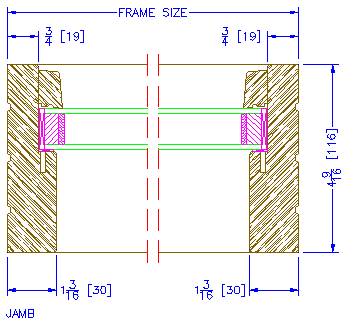 FRAME SIZE
3/4 [19] 3/4 [19]
4 9/16 [116]
1 3/16 [30] 1 3/16 [30]
JAMB